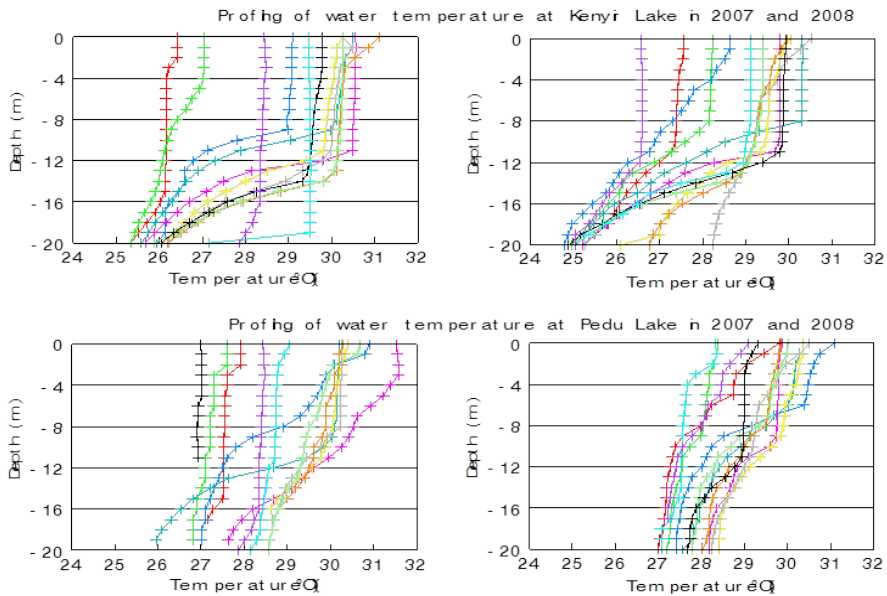 Profing of water temperature at Kenyir Lake in 2007 and 2008
0
- 4
- 8
- 12
- 16
- 20
Depth (m)
24 25 26 27 28 29 30 31 32
Temperature
0
- 4
- 8
- 12
- 16
- 20
Depth (m)
24 25 26 27 28 29 30 31 32
Temperature
Profing of water temperature at Pedu Lake in 2007 and 2008
0
- 4
- 8
- 12
- 16
- 20
Depth (m)
24 25 26 27 28 29 30 31 32
Temperature
0
- 4
- 8
- 12
- 16
- 20
Depth (m)
24 25 26 27 28 29 30 31 32
Temperature